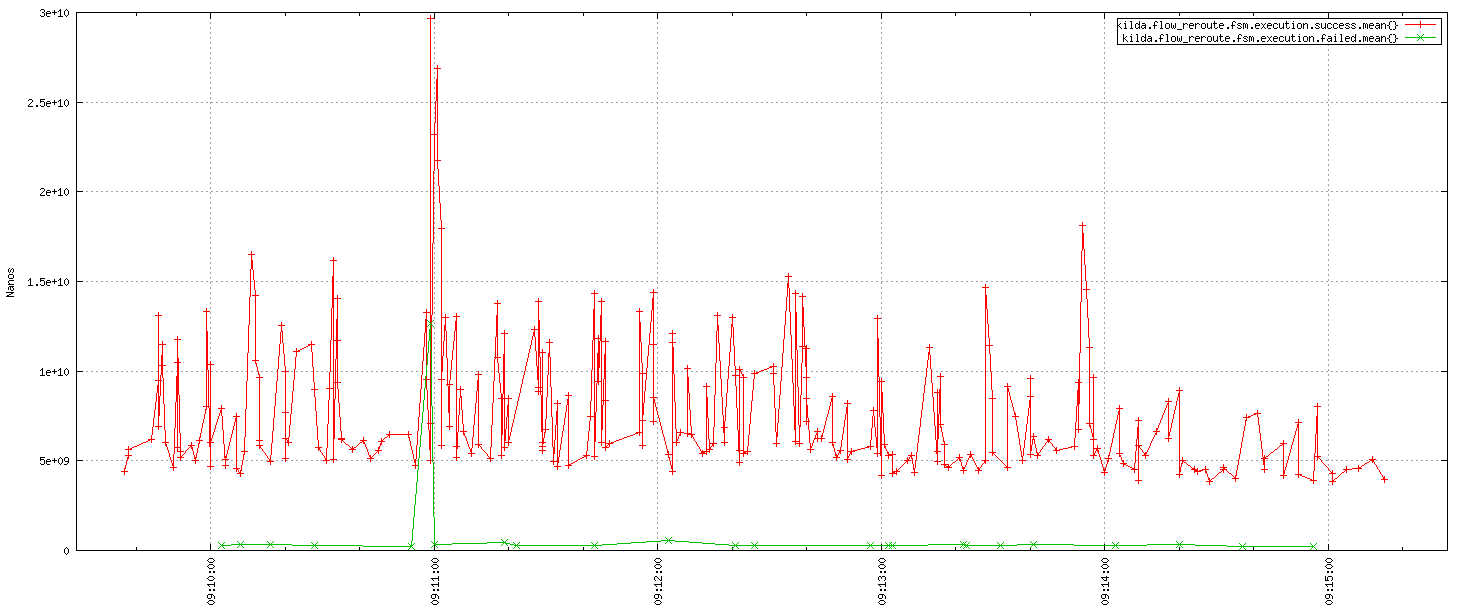 3e+10
kilda.flow_reroute.fsm.execution.success.mean{}
kilda.flow_reroute.fsm.execution.failed.mean{}
2.5e+10
2e+10
Nanos
1.5e+10
1e+10
5e+09
0
09:10:00
09:11:00
09:12:00
09:13:00
09:14:00
09:15:00